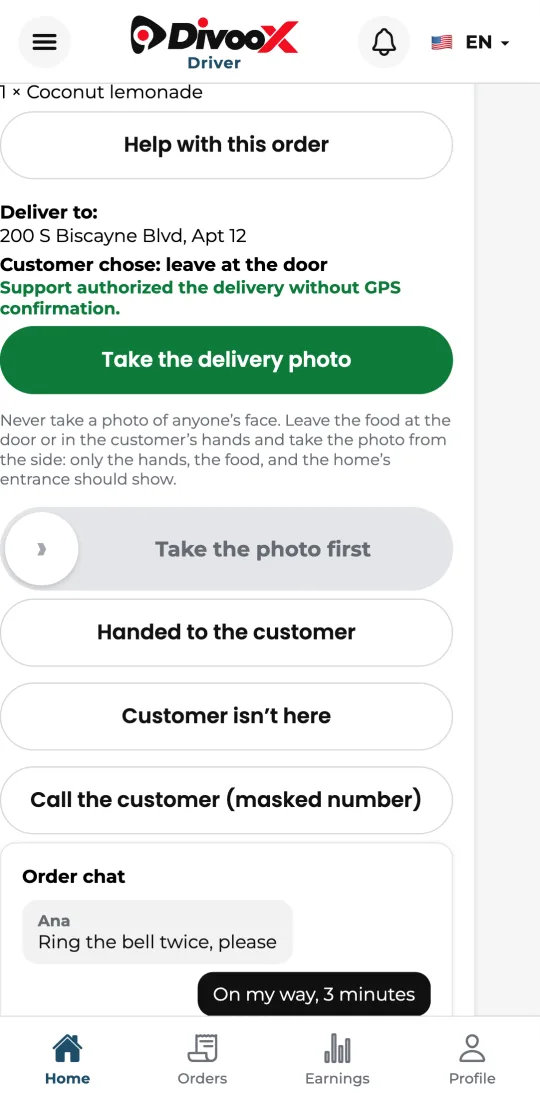 DivooX
Driver
EN
1 × Coconut lemonade
Help with this order
Deliver to:
200 S Biscayne Blvd, Apt 12
Customer chose: leave at the door
Support authorized the delivery without GPS
confirmation.
Take the delivery photo
Never take a photo of anyone’s face. Leave the food at the
door or in the customer’s hands and take the photo from
the side: only the hands, the food, and the home’s
entrance should show.
Take the photo first
Handed to the customer
Customer isn’t here
Call the customer (masked number)
Order chat
Ana
Ring the bell twice, please
On my way, 3 minutes
Home
Orders
Earnings
Profile